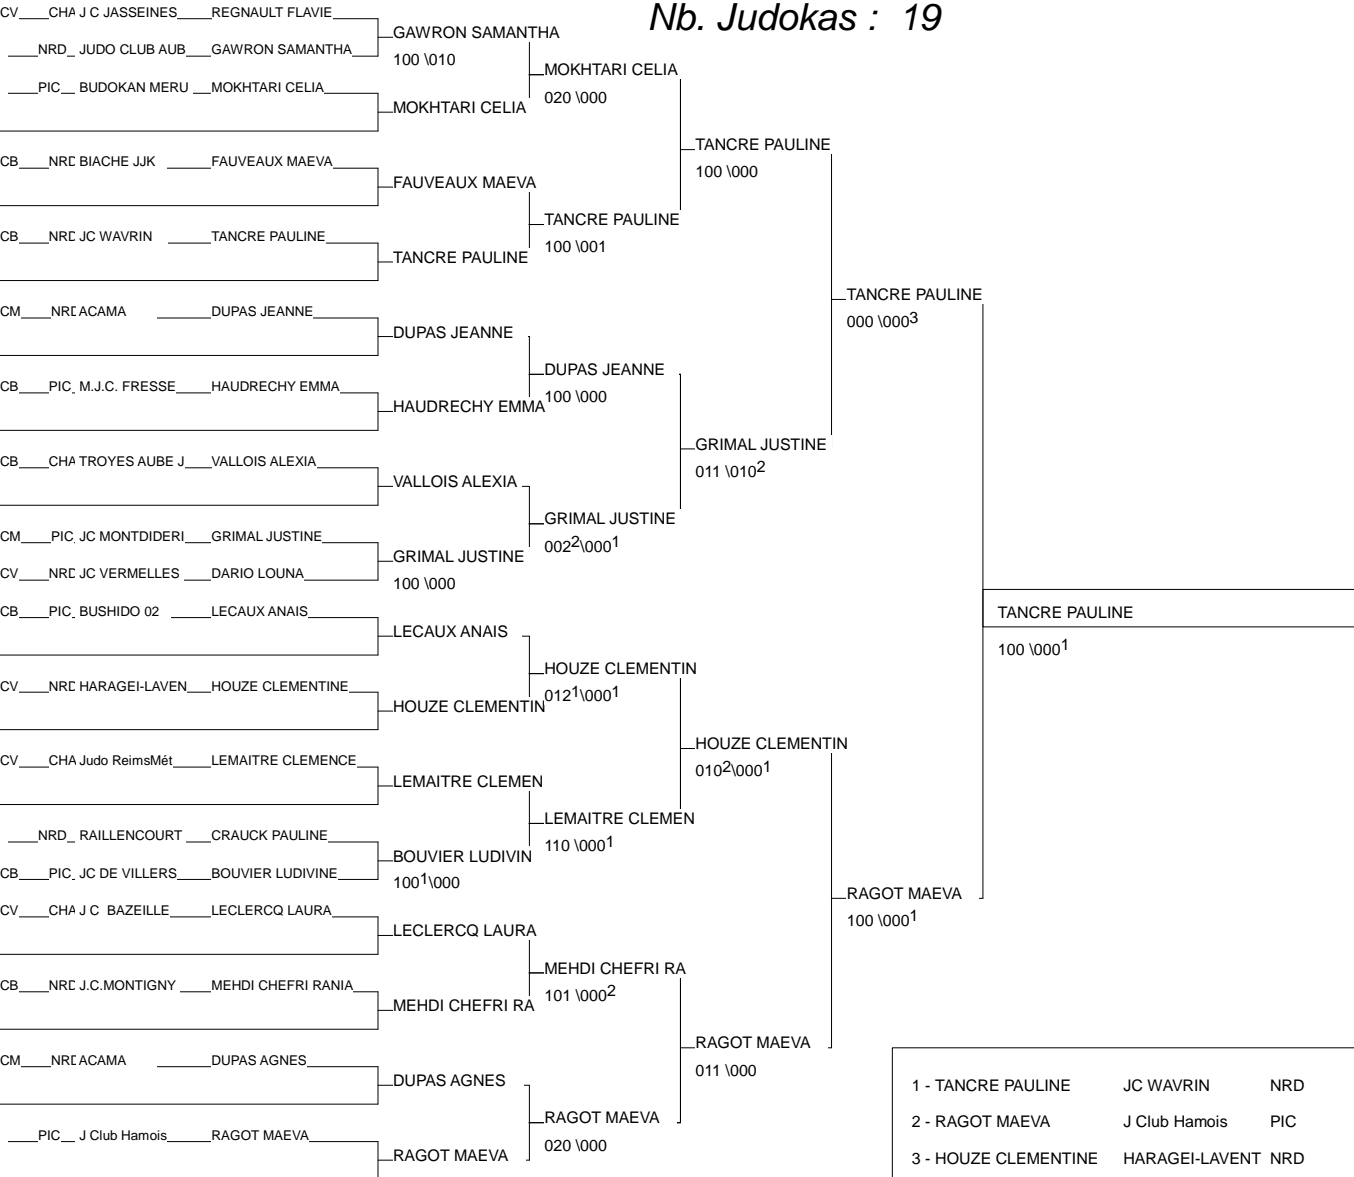 Nb. Judokas : 19
CV CHA J C JASSEINES REGNAULT FLAVIE
GAWRON SAMANTHA
NRD JUDO CLUB AUB GAWRON SAMANTHA
100 \010
MOKHTARI CELIA
020 \000
PIC BUDOKAN MERU MOKHTARI CELIA
MOKHTARI CELIA
TANCRE PAULINE
100 \000
CB NRD BIACHE JJK FAUVEAUX MAEVA
FAUVEAUX MAEVA
TANCRE PAULINE
100 \001
CB NRD JC WAVRIN TANCRE PAULINE
TANCRE PAULINE
TANCRE PAULINE
000 \0003
CM NRD ACAMA DUPAS JEANNE
DUPAS JEANNE
DUPAS JEANNE
100 \000
CB PIC M.J.C. FRESSE HAUDRECHY EMMA
HAUDRECHY EMMA
GRIMAL JUSTINE
011 \0102
CB CHA TROYES AUBE J VALLOIS ALEXIA
VALLOIS ALEXIA
GRIMAL JUSTINE
0022\0001
CM PIC JC MONTDIDERI GRIMAL JUSTINE
GRIMAL JUSTINE
100 \000
CV NRD JC VERMELLES DARIO LOUNA
CB PIC BUSHIDO 02 LECAUX ANAIS
TANCRE PAULINE
100 \0001
LECAUX ANAIS
HOUZE CLEMENTIN
0121\0001
CV NRD HARAGEI-LAVEN HOUZE CLEMENTINE
HOUZE CLEMENTIN
HOUZE CLEMENTIN
0102\0001
CV CHA Judo ReimsMét LEMAITRE CLEMENCE
LEMAITRE CLEMEN
LEMAITRE CLEMEN
110 \0001
NRD RAILLENCOURT CRAUCK PAULINE
BOUVIER LUDIVIN
1001\000
CB PIC JC DE VILLERS BOUVIER LUDIVINE
RAGOT MAEVA
100 \0001
CV CHA J C BAZEILLE LECLERCQ LAURA
LECLERCQ LAURA
MEHDI CHEFRI RA
101 \0002
CB NRD J.C.MONTIGNY MEHDI CHEFRI RANIA
MEHDI CHEFRI RA
RAGOT MAEVA
011 \000
CM NRD ACAMA DUPAS AGNES
DUPAS AGNES
RAGOT MAEVA
020 \000
PIC J Club Hamois RAGOT MAEVA
RAGOT MAEVA
1 - TANCRE PAULINE JC WAVRIN NRD
2 - RAGOT MAEVA J Club Hamois PIC
3 - HOUZE CLEMENTINE HARAGEI-LAVENT NRD